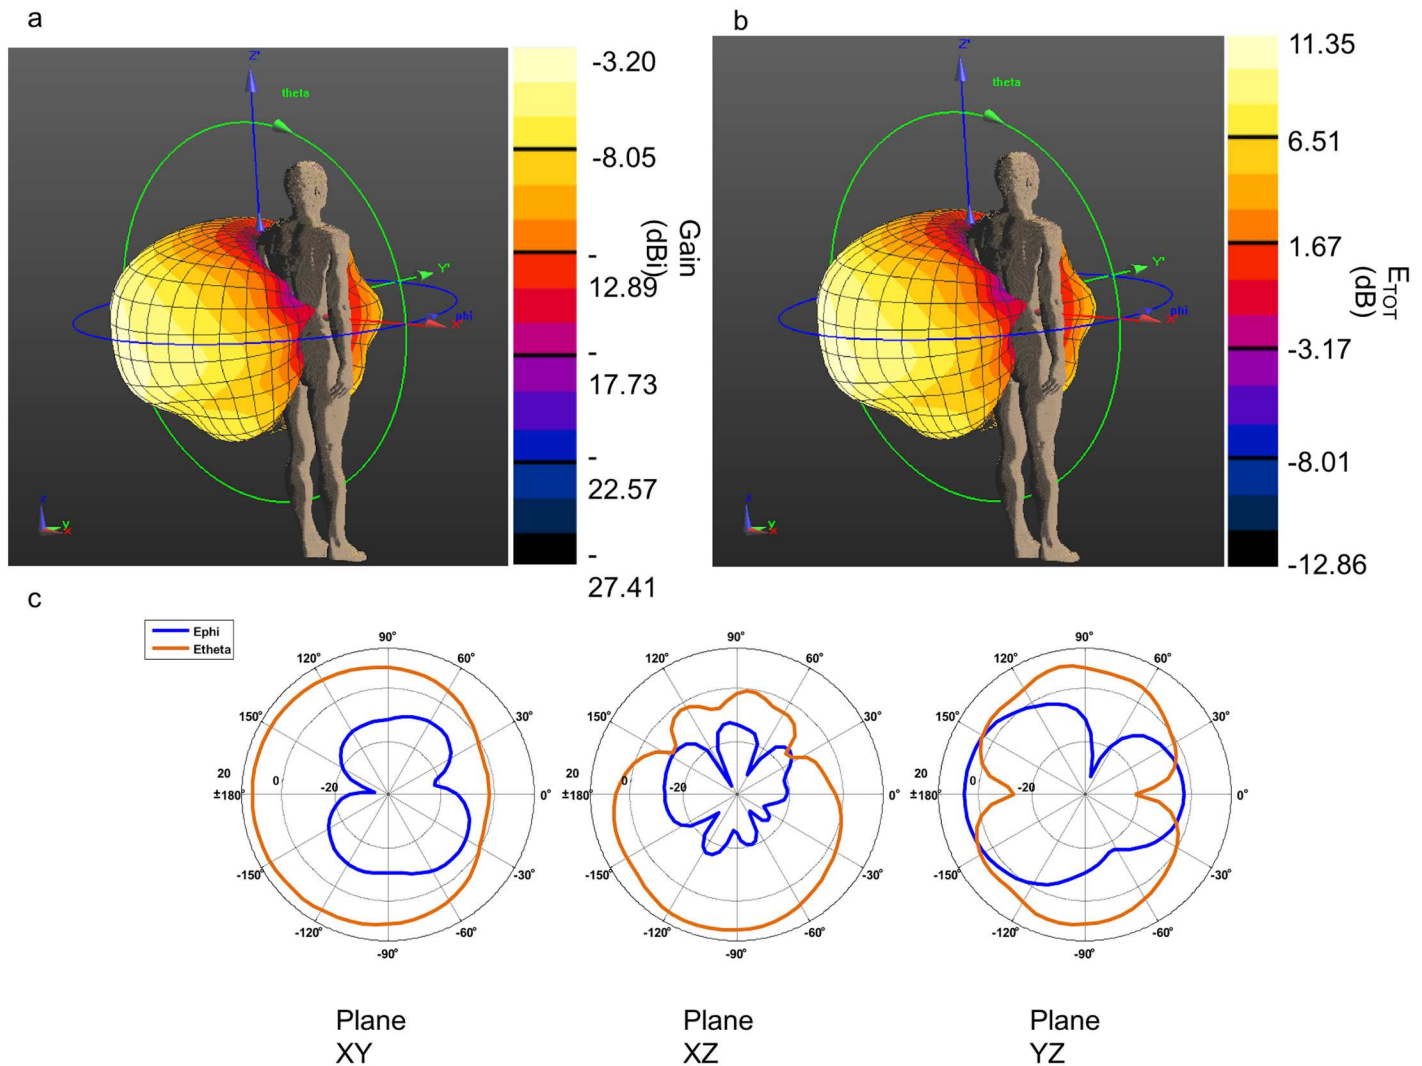 a
Z'
theta
Y'
X'
phi
z
y
x
-3.20
-8.05
-
12.89
-
17.73
-
22.57
-
27.41
Gain
(dBi)
b
Z'
theta
Y'
X'
phi
z
y
x
11.35
6.51
1.67
-3.17
-8.01
-12.86
ETOT
(dB)
c
Ephi
Etheta
90°
120°
60°
150°
30°
20
0
-20
±180°
0°
-150°
-30°
-120°
-60°
-90°
90°
120°
60°
150°
30°
20
0
-20
±180°
0°
-150°
-30°
-120°
-60°
-90°
90°
120°
60°
150°
30°
20
0
-20
±180°
0°
-150°
-30°
-120°
-60°
-90°
Plane
XY
Plane
XZ
Plane
YZ